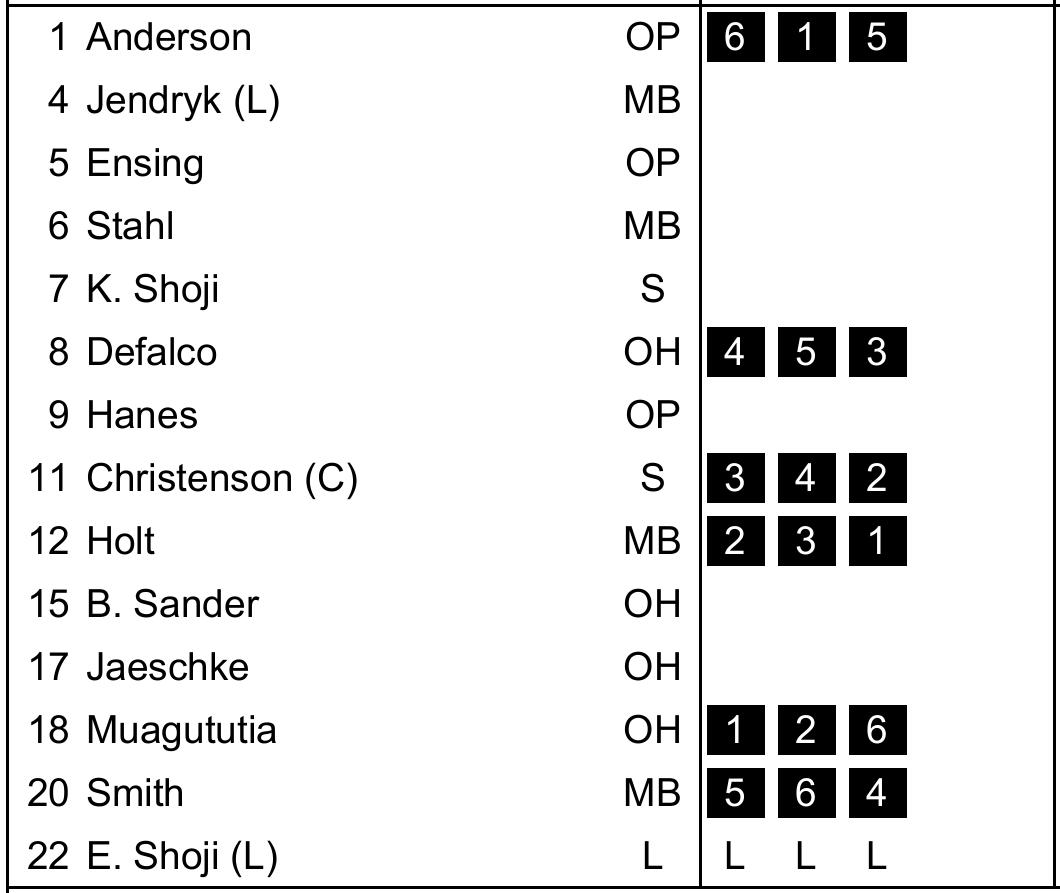 1 Anderson OP 6 1 5
4 Jendryk (L) MB
5 Ensing OP
6 Stahl MB
7 K. Shoji S
8 Defalco OH 4 5 3
9 Hanes OP
11 Christenson (C) S 3 4 2
12 Holt MB 2 3 1
15 B. Sander OH
17 Jaeschke OH
18 Muagututia OH 1 2 6
20 Smith MB 5 6 4
22 E. Shoji (L) L L L L